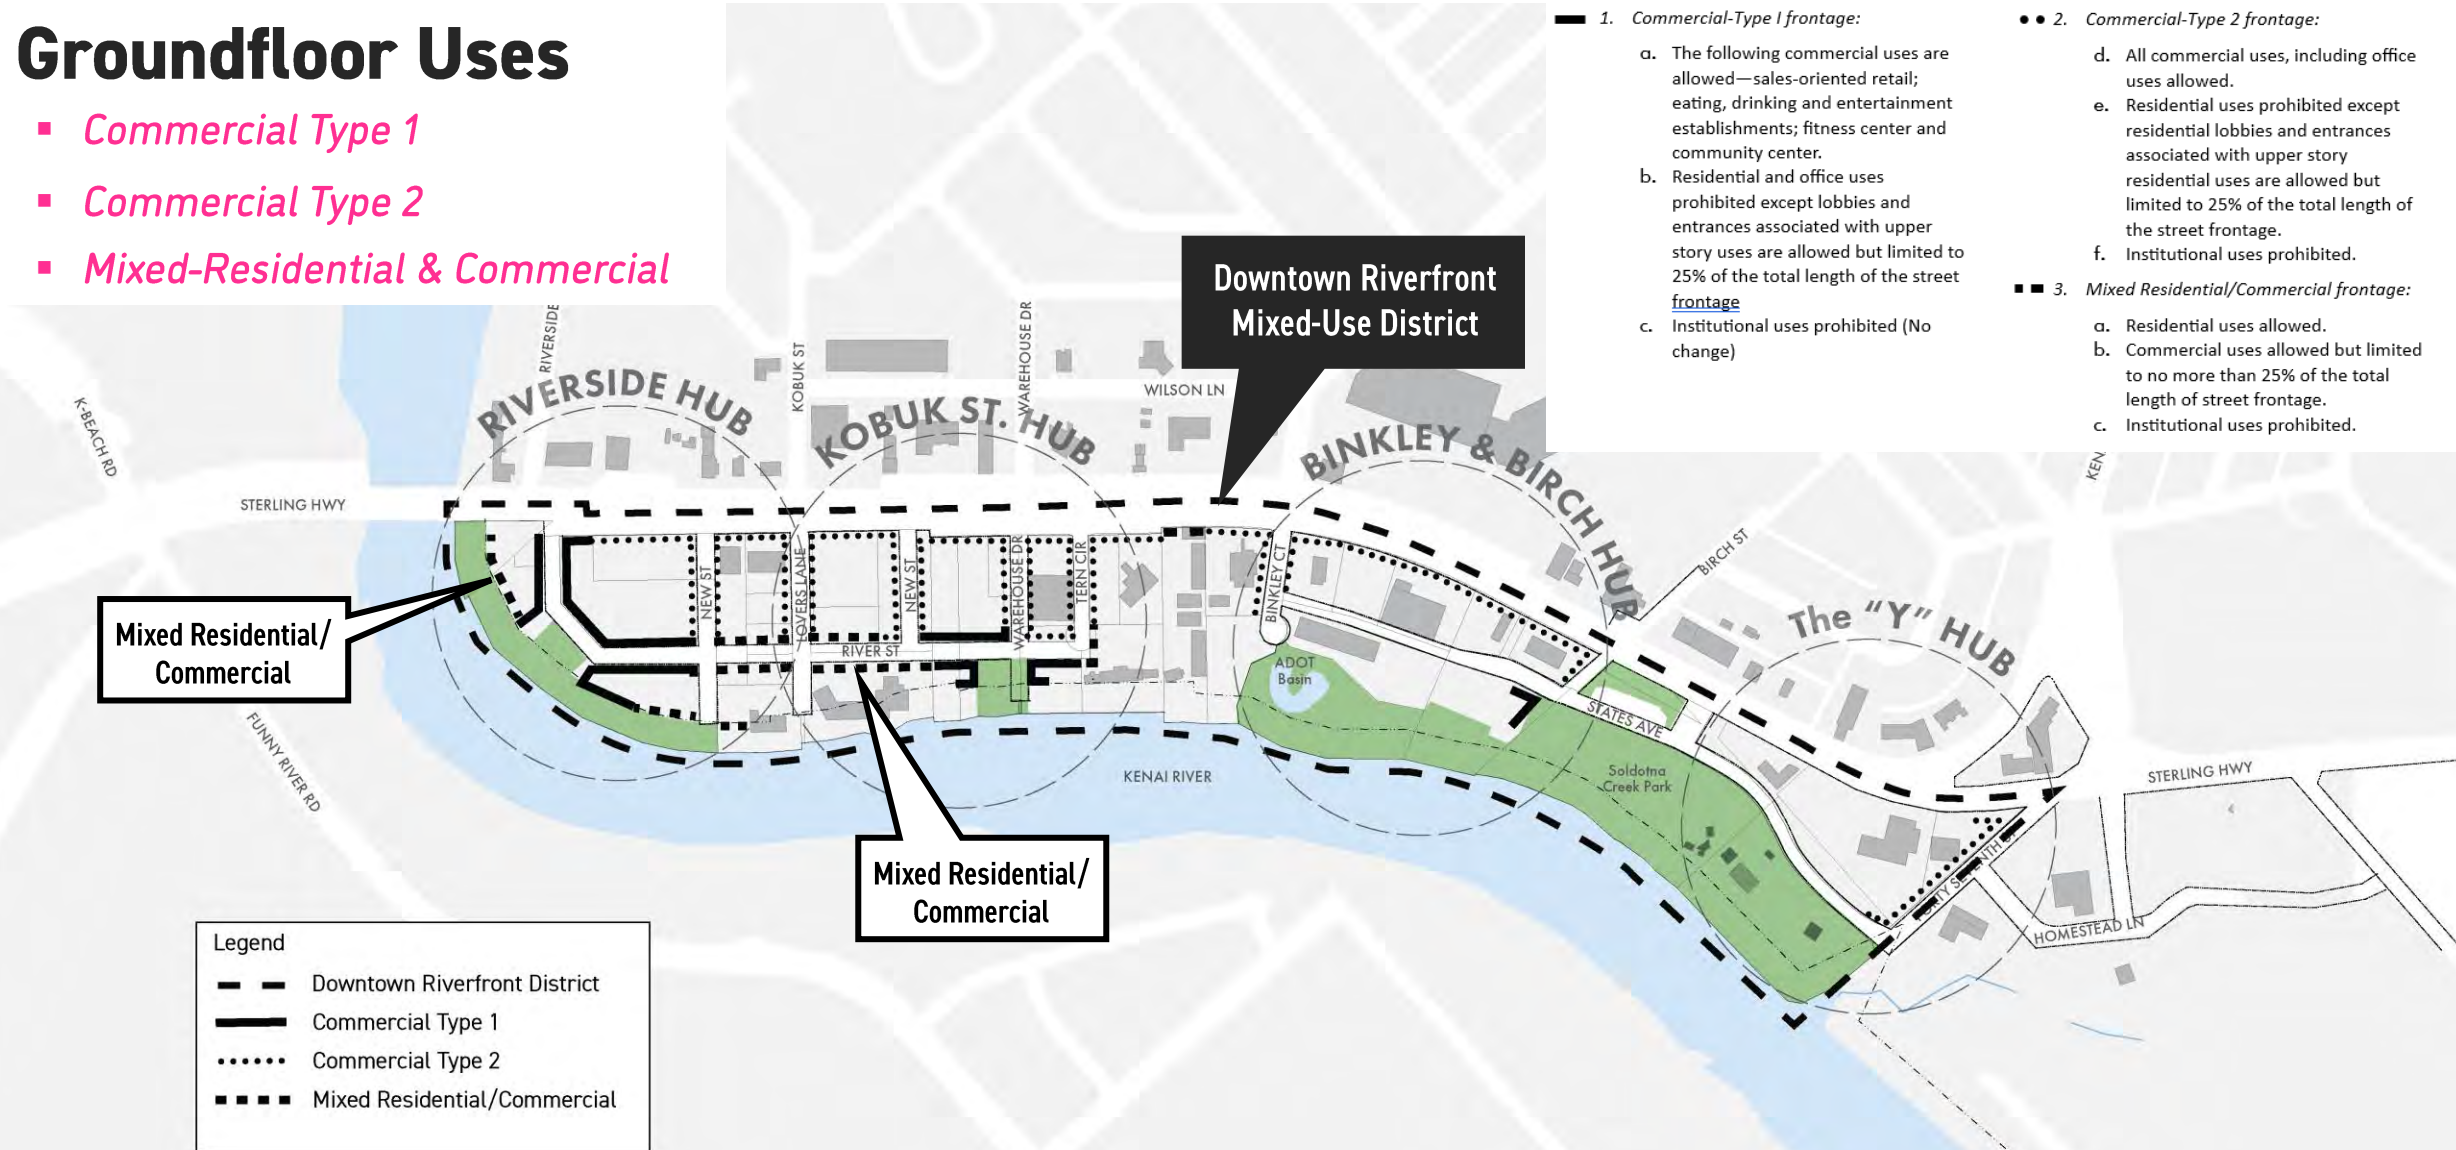 Groundfloor Uses
▪ Commercial Type 1
▪ Commercial Type 2
▪ Mixed-Residential & Commercial
1. Commercial-Type I frontage:
a. The following commercial uses are
allowed—sales-oriented retail;
eating, drinking and entertainment
establishments; fitness center and
community center.
b. Residential and office uses
prohibited except lobbies and
entrances associated with upper
story uses are allowed but limited to
25% of the total length of the street
frontage
c. Institutional uses prohibited (No
change)
2. Commercial-Type 2 frontage:
d. All commercial uses, including office
uses allowed.
e. Residential uses prohibited except
residential lobbies and entrances
associated with upper story
residential uses are allowed but
limited to 25% of the total length of
the street frontage.
f. Institutional uses prohibited.
3. Mixed Residential/Commercial frontage:
a. Residential uses allowed.
b. Commercial uses allowed but limited
to no more than 25% of the total
length of street frontage.
c. Institutional uses prohibited.
Downtown Riverfront
Mixed-Use District
RIVERSIDE
KOBUK ST
WAREHOUSE DR
WILSON LN
K-BEACH RD
RIVERSIDE HUB
KOBUK ST. HUB
BINKLEY & BIRCH HUB
The "Y" HUB
KEN
STERLING HWY
BIRCH ST
NEW ST
LOVERS LANE
NEW ST
WAREHOUSE DR
TERN CIR
BINKLEY CT
RIVER ST
Mixed Residential/
Commercial
ADOT
Basin
STATES AVE
FUNNY RIVER RD
KENAI RIVER
Soldotna
Creek Park
STERLING HWY
Mixed Residential/
Commercial
FORTY SEVENTH ST
HOMESTEAD LN
Legend
Downtown Riverfront District
Commercial Type 1
Commercial Type 2
Mixed Residential/Commercial